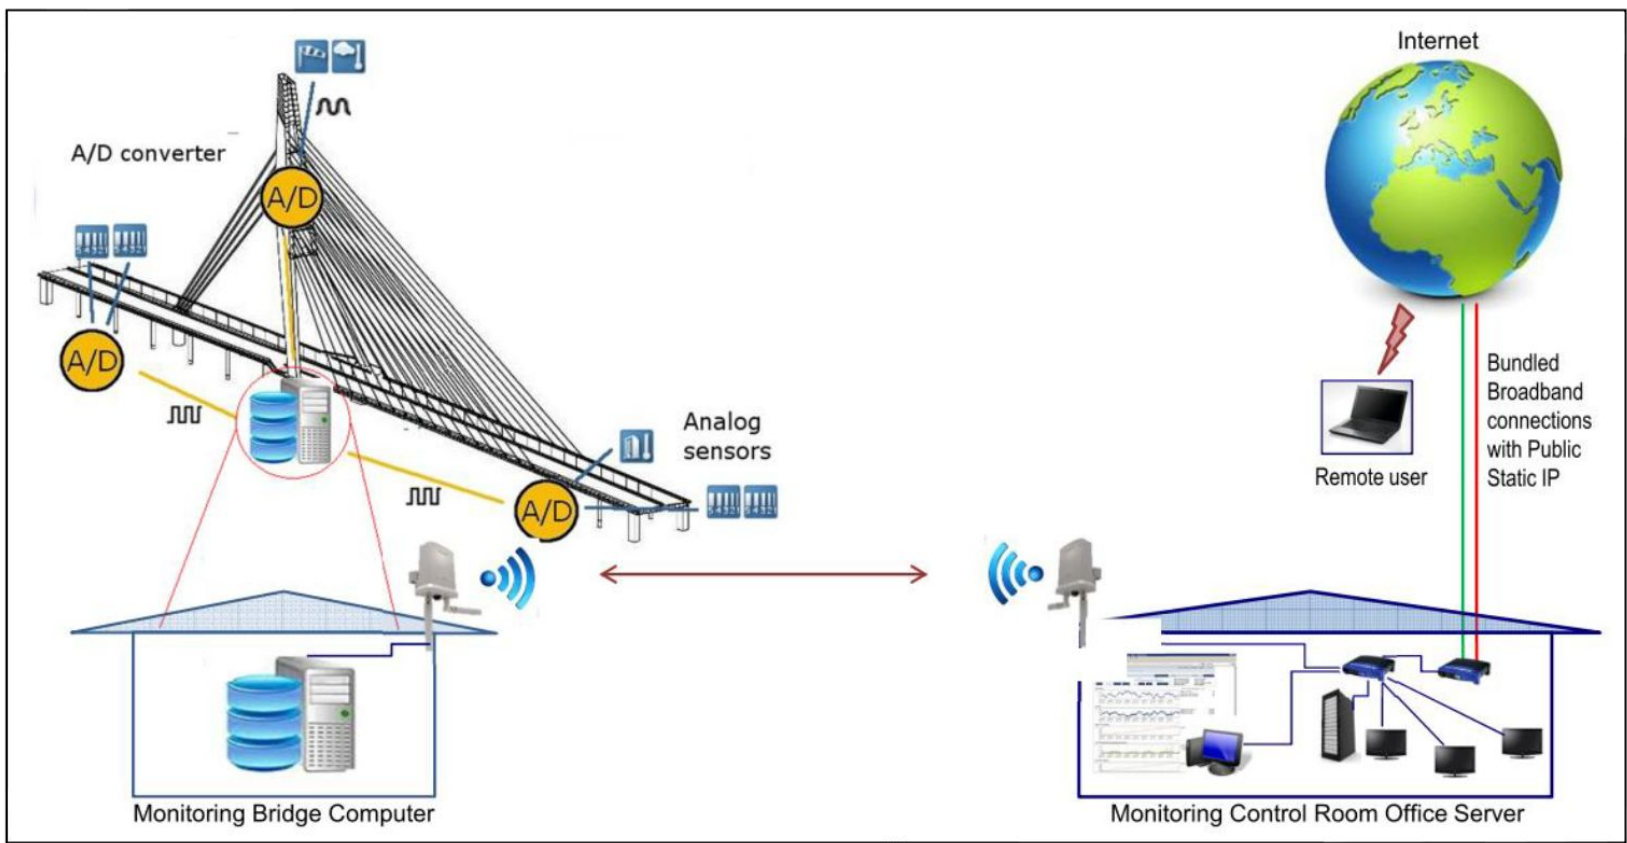 Internet
A/D converter
A/D
A/D
Analog
sensors
A/D
Bundled
Broadband
connections
with Public
Static IP
Remote user
Monitoring Bridge Computer
Monitoring Control Room Office Server